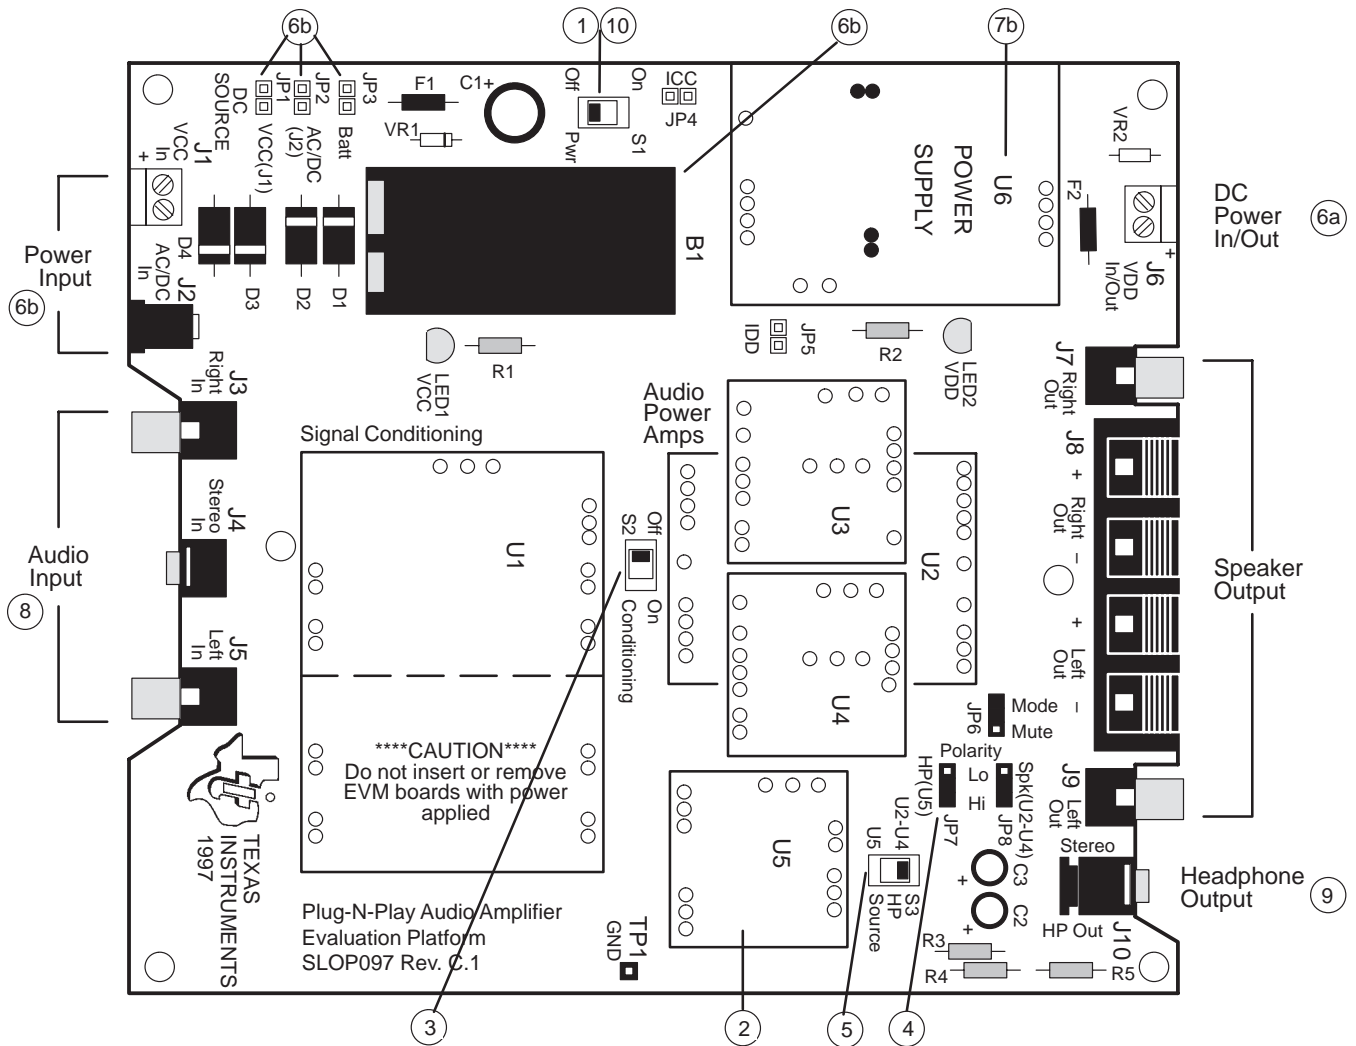 6b
1
10
6b
7b
DC
SOURCE
JP1
VCC(J1)
JP2
AC/DC
(J2)
JP3
Batt
F1
VR1
C1+
Off
On
Pwr
S1
ICC
JP4
U6
POWER
SUPPLY
VR2
F2
J6
VDD
In/Out
+
DC
Power
In/Out
6a
J1
VCC
In
+
Power
Input
6b
D4
AC/DC
In
J2
D3
D2
D1
B1
LED1
VCC
R1
IDD
JP5
R2
LED2
VDD
J3
Right
In
J4
Stereo
In
J5
Left
In
Audio
Input
8
Signal Conditioning
U1
Audio
Power
Amps
U3
U2
U4
S2
Off
On
Conditioning
J7
Right
Out
J8
+
Right
Out
–
+
Left
Out
–
Speaker
Output
JP6
Mode
Mute
Polarity
HP(U5)
Lo
Hi
JP7
Spk(U2-U4)
JP8
J9
Left
Out
****CAUTION****
Do not insert or remove
EVM boards with power
applied
TEXAS
INSTRUMENTS
1997
Plug-N-Play Audio Amplifier
Evaluation Platform
SLOP097 Rev. C.1
TP1
GND
U5
U5
U2-U4
S3
HP
Source
+
C3
C2
+
R3
R4
R5
Stereo
HP Out
J10
Headphone
Output
9
3
2
5
4